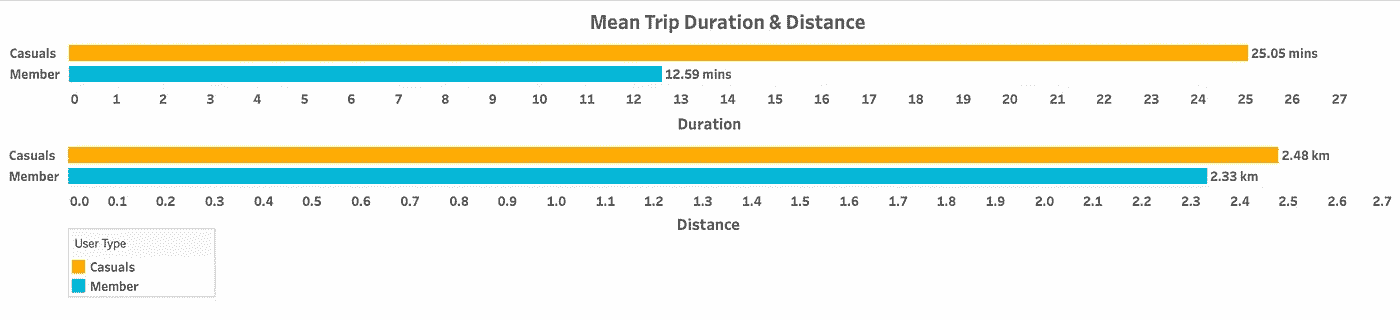 Mean Trip Duration & Distance
Casuals 25.05 mins
Member 12.59 mins
0 1 2 3 4 5 6 7 8 9 10 11 12 13 14 15 16 17 18 19 20 21 22 23 24 25 26 27
Duration
Casuals 2.48 km
Member 2.33 km
0.0 0.1 0.2 0.3 0.4 0.5 0.6 0.7 0.8 0.9 1.0 1.1 1.2 1.3 1.4 1.5 1.6 1.7 1.8 1.9 2.0 2.1 2.2 2.3 2.4 2.5 2.6 2.7
Distance
User Type
Casuals
Member